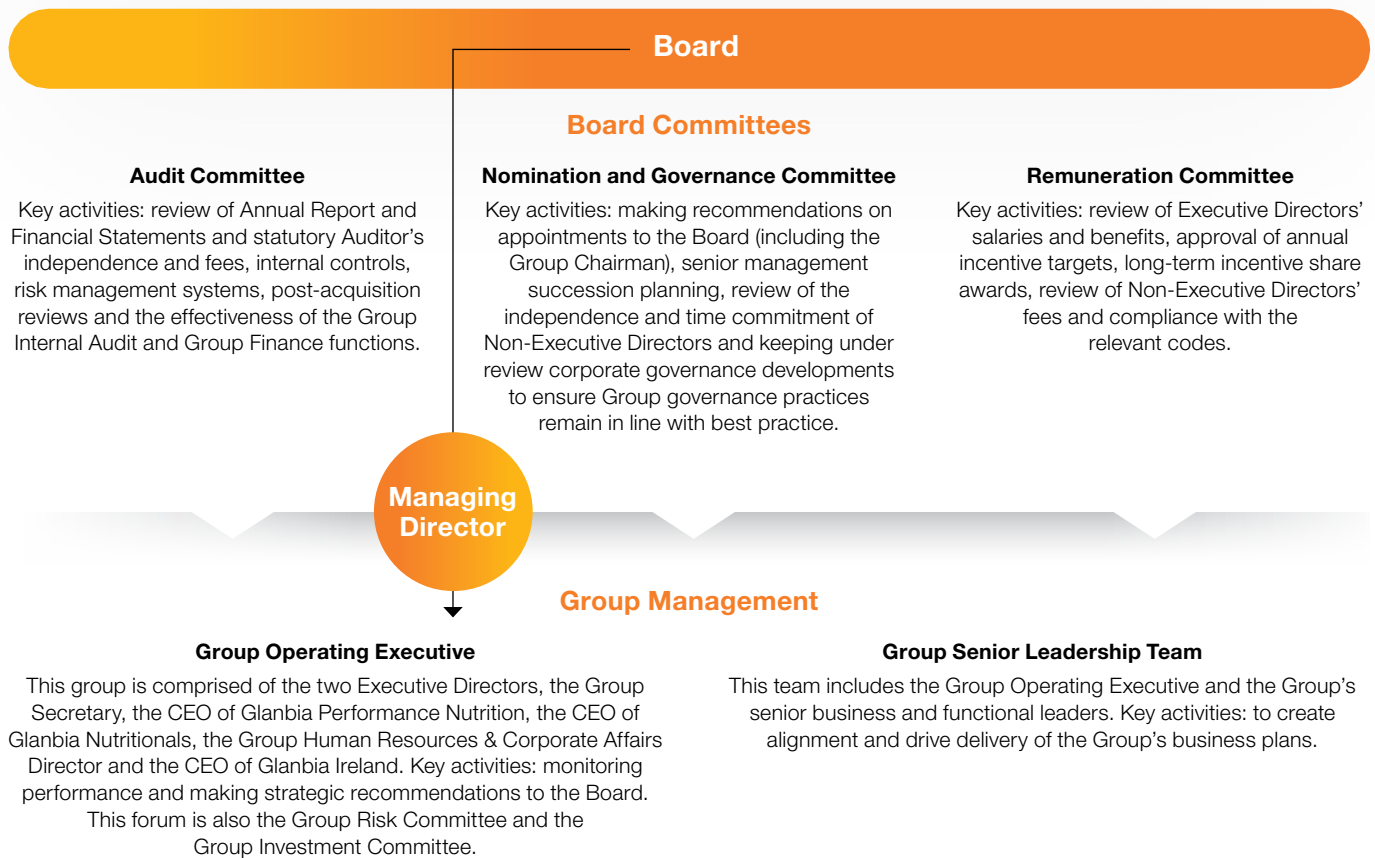 Board
Board Committees
Audit Committee
Key activities: review of Annual Report and
Financial Statements and statutory Auditor’s
independence and fees, internal controls,
risk management systems, post-acquisition
reviews and the effectiveness of the Group
Internal Audit and Group Finance functions.
Nomination and Governance Committee
Key activities: making recommendations on
appointments to the Board (including the
Group Chairman), senior management
succession planning, review of the
independence and time commitment of
Non-Executive Directors and keeping under
review corporate governance developments
to ensure Group governance practices
remain in line with best practice.
Remuneration Committee
Key activities: review of Executive Directors’
salaries and benefits, approval of annual
incentive targets, long-term incentive share
awards, review of Non-Executive Directors’
fees and compliance with the
relevant codes.
Managing
Director
Group Management
Group Operating Executive
This group is comprised of the two Executive Directors, the Group
Secretary, the CEO of Glanbia Performance Nutrition, the CEO of
Glanbia Nutritionals, the Group Human Resources & Corporate Affairs
Director and the CEO of Glanbia Ireland. Key activities: monitoring
performance and making strategic recommendations to the Board.
This forum is also the Group Risk Committee and the
Group Investment Committee.
Group Senior Leadership Team
This team includes the Group Operating Executive and the Group’s
senior business and functional leaders. Key activities: to create
alignment and drive delivery of the Group’s business plans.